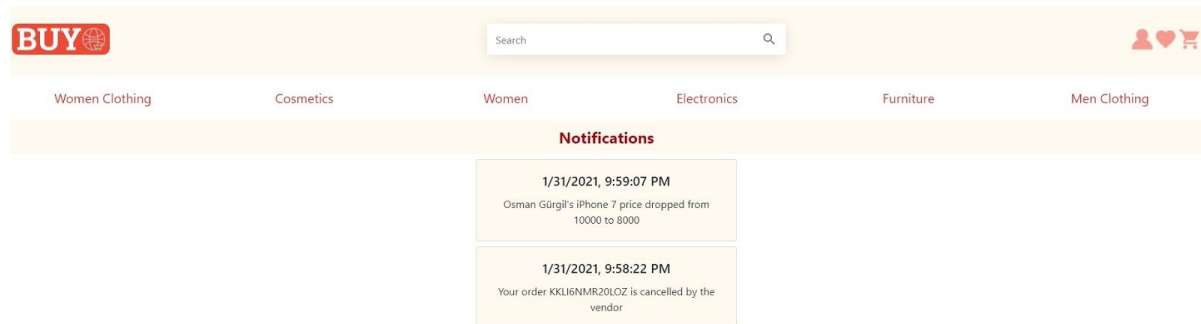 BUY
Search
Women Clothing Cosmetics Women Electronics Furniture Men Clothing
Notifications
1/31/2021, 9:59:07 PM
Osman Gürgil's iPhone 7 price dropped from
10000 to 8000
1/31/2021, 9:58:22 PM
Your order KKLI6NMR20LOZ is cancelled by the
vendor